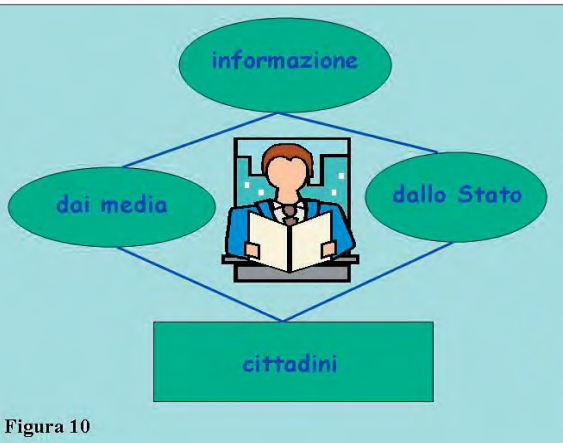 informazione
dai media
dallo Stato
cittadini
Figura 10